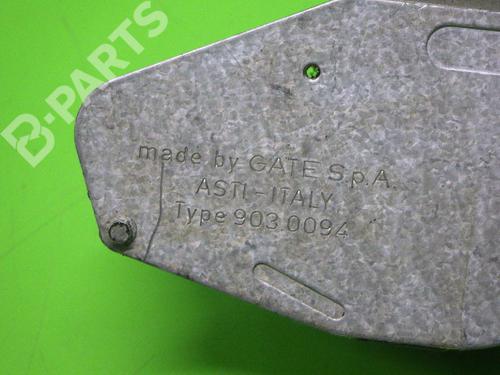 B-PARTS
made by GATE S.p.A.
ASTI-ITALY
Type 903 0094